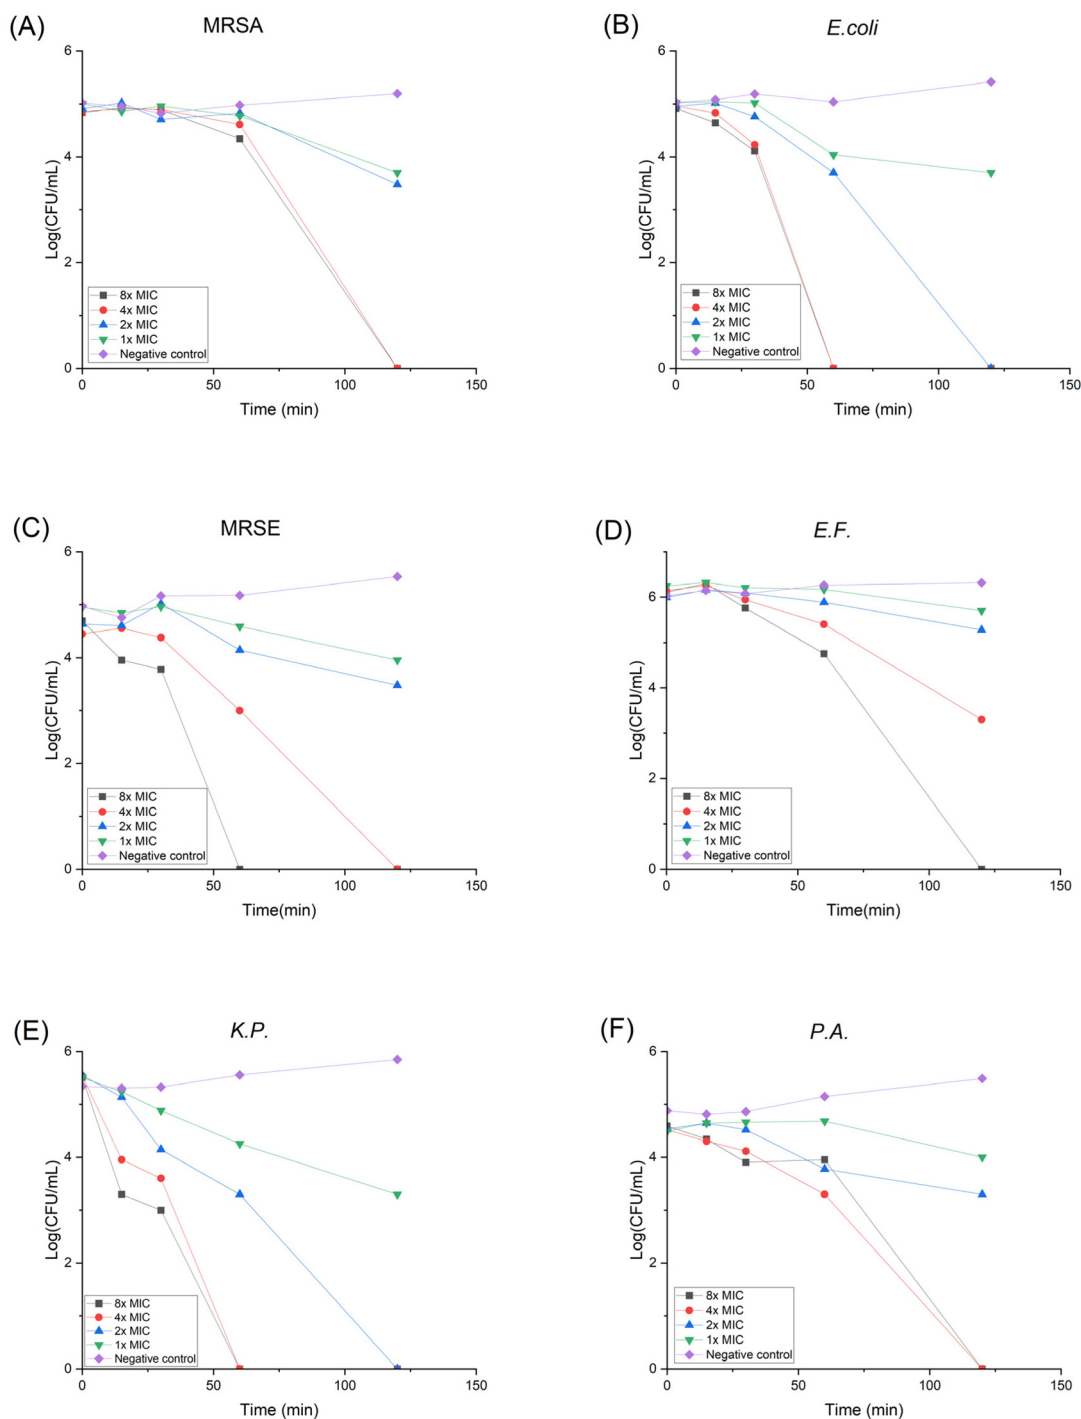 (A)
MRSA
6
4
2
0
Log(CFU/mL)
8x MIC
4x MIC
2x MIC
1x MIC
Negative control
0
50
100
150
Time (min)
(B)
E.coli
6
4
2
0
Log(CFU/mL)
8x MIC
4x MIC
2x MIC
1x MIC
Negative control
0
50
100
150
Time (min)
(C)
MRSE
6
4
2
0
Log(CFU/mL)
8x MIC
4x MIC
2x MIC
1x MIC
Negative control
0
50
100
150
Time(min)
(D)
E.F.
6
4
2
0
Log(CFU/mL)
8x MIC
4x MIC
2x MIC
1x MIC
Negative control
0
50
100
150
Time(min)
(E)
K.P.
6
4
2
0
Log(CFU/mL)
8x MIC
4x MIC
2x MIC
1x MIC
Negative control
0
50
100
150
Time (min)
(F)
P.A.
6
4
2
0
Log(CFU/mL)
8x MIC
4x MIC
2x MIC
1x MIC
Negative control
0
50
100
150
Time (min)